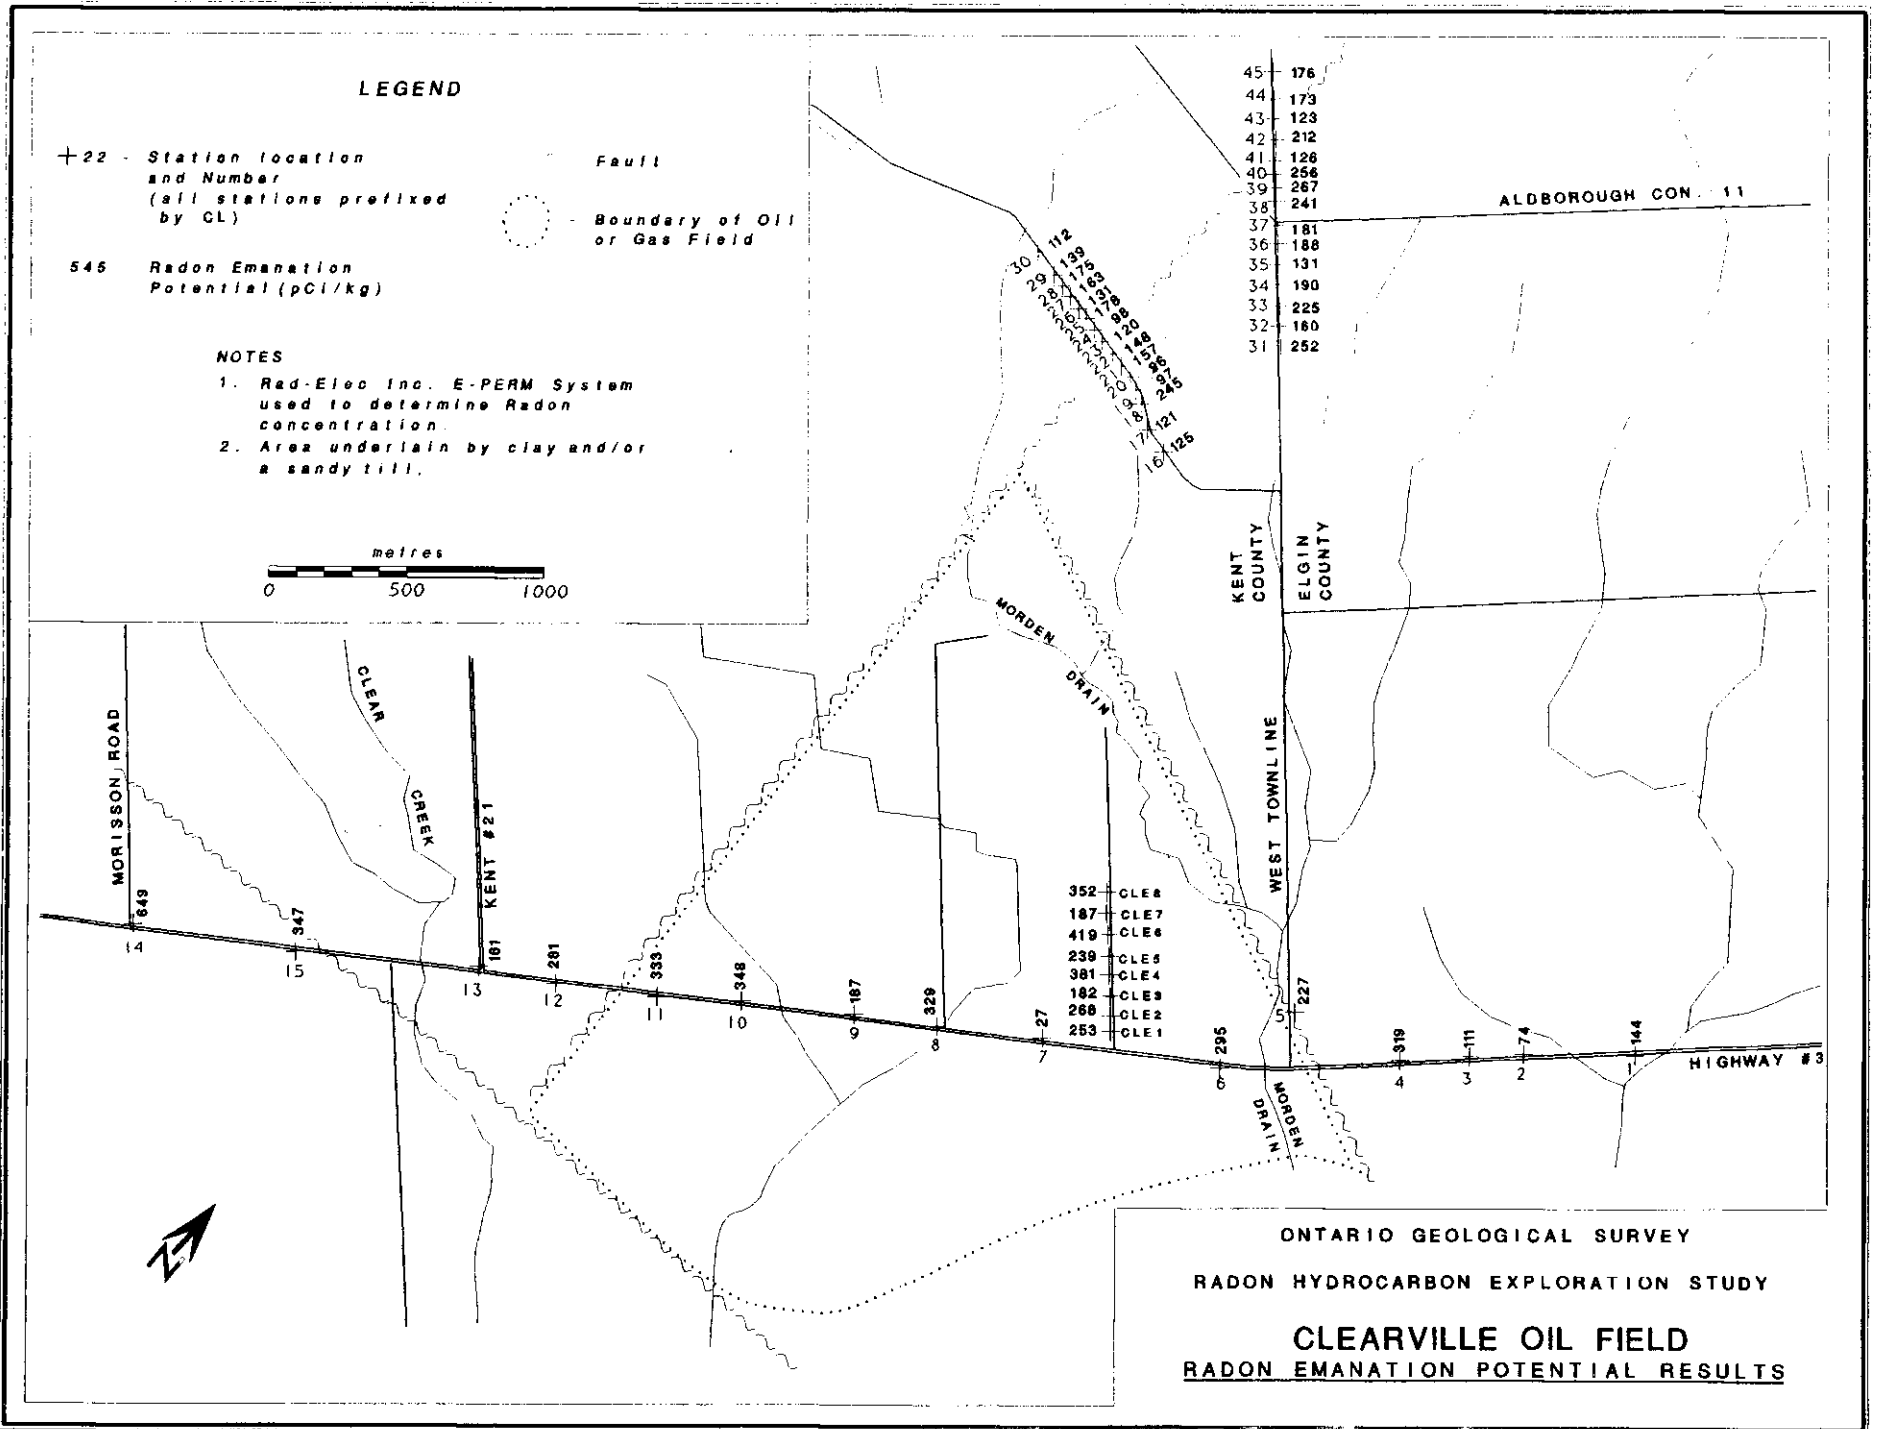 LEGEND
+ 22 - Station location
and Number
(all stations prefixed
by CL)
Fault
- Boundary of Oil
or Gas Field
545 Radon Emanation
Potential (pCi/kg)
NOTES
1. Rad-Elec Inc. E-PERM System
used to determine Radon
concentration.
2. Area underlain by clay and/or
a sandy till.
metres
0 500 1000
45 176
44 173
43 123
42 212
41 126
40 256
39 267
38 241
37 181
36 188
35 131
34 190
33 225
32 160
31 252
ALDBOROUGH CON. 11
30 112
29 139
175
163
98
120
148
245
18
17 121
16 125
KENT
COUNTY
ELGIN
COUNTY
MORDEN
DRAIN
WEST TOWNLINE
MORISSON ROAD
CLEAR
CREEK
KENT #21
352 CLE8
187 CLE7
419 CLE6
239 CLE5
381 CLE4
182 CLE3
268 CLE2
253 CLE1
649
14
347
15
161
13
281
12
333
11
348
10
187
9
329
8
27
7
295
6
227
5
319
4
111
3
74
2
144
1
HIGHWAY #3
MORDEN
DRAIN
N
ONTARIO GEOLOGICAL SURVEY
RADON HYDROCARBON EXPLORATION STUDY
CLEARVILLE OIL FIELD
RADON EMANATION POTENTIAL RESULTS